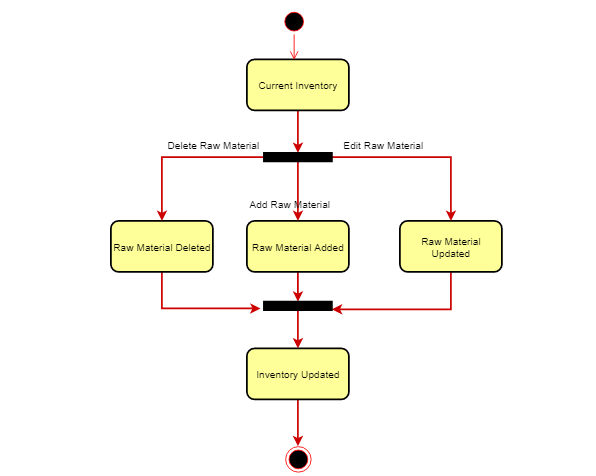 Current Inventory
Delete Raw Material
Edit Raw Material
Add Raw Material
Raw Material Deleted
Raw Material Added
Raw Material
Updated
Inventory Updated